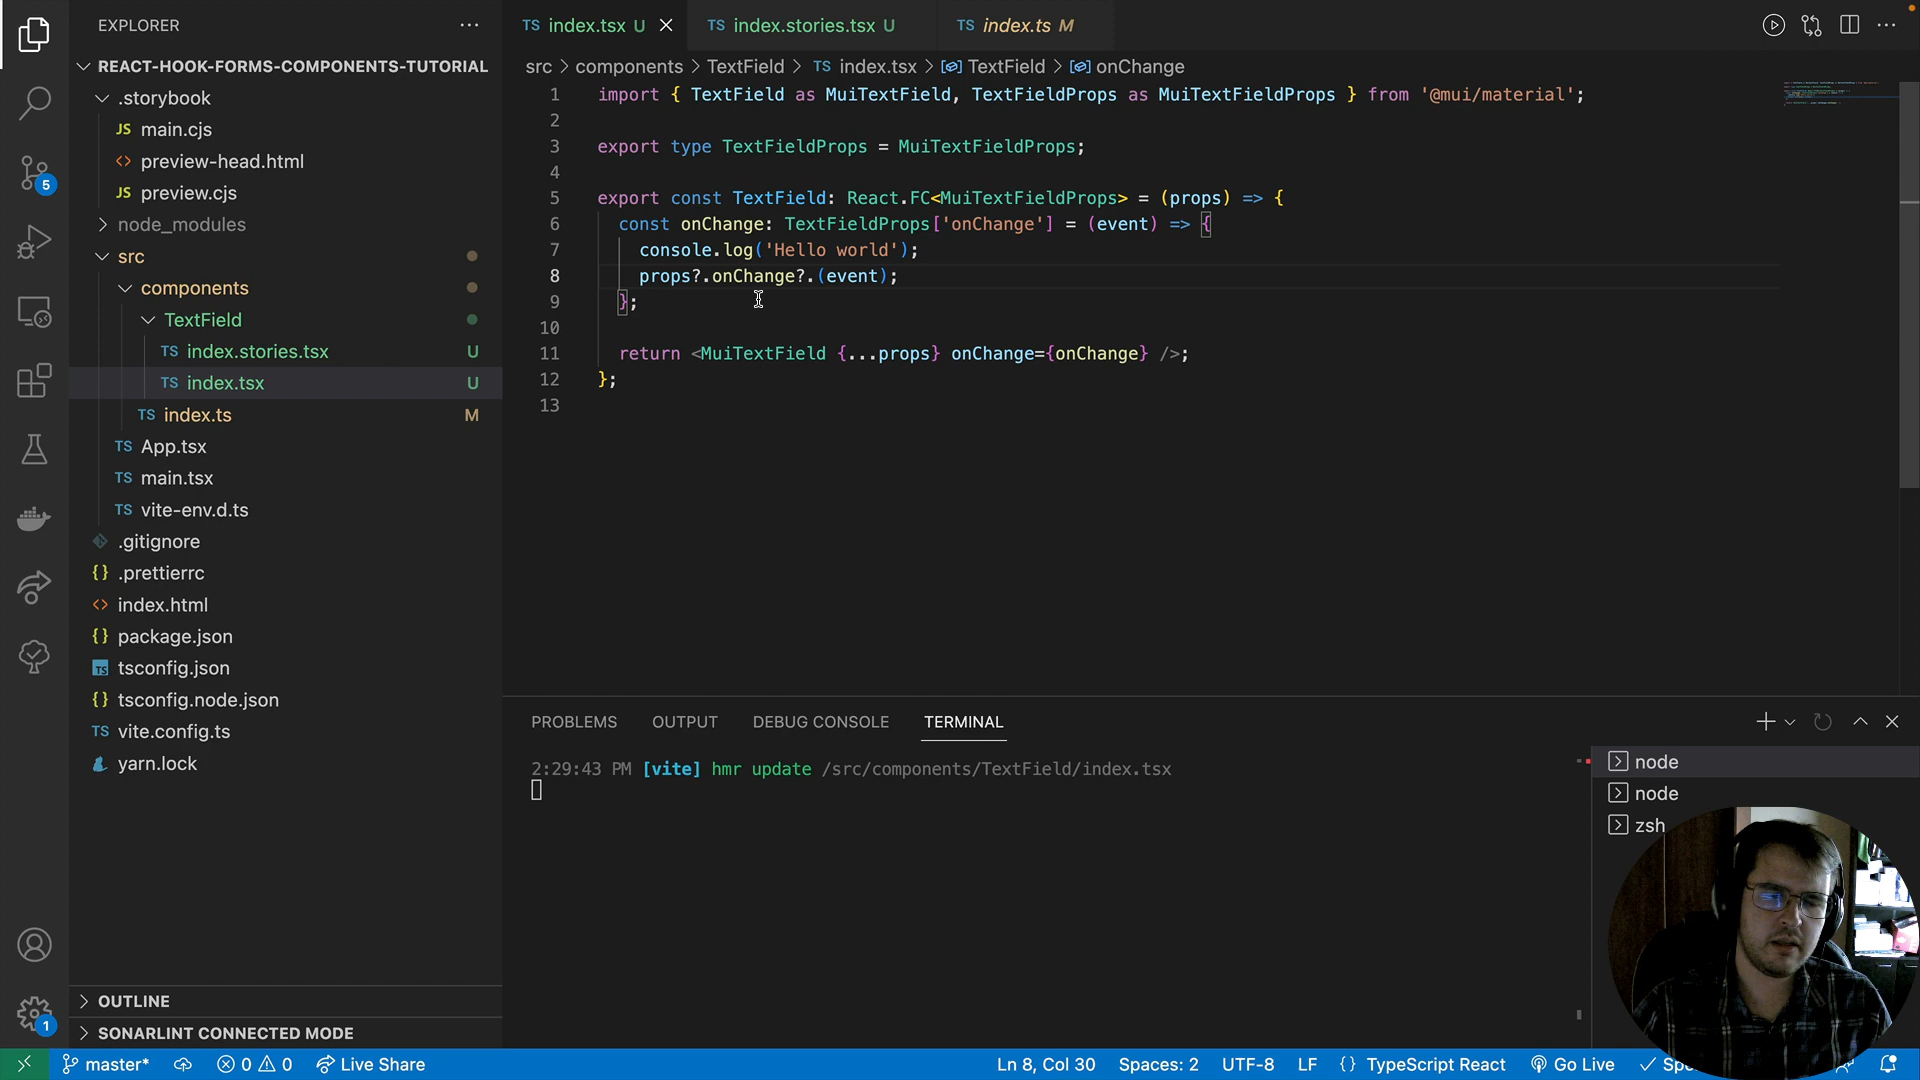 EXPLORER
REACT-HOOK-FORMS-COMPONENTS-TUTORIAL
.storybook
JS main.cjs
<> preview-head.html
JS preview.cjs
node_modules
src
components
TextField
TS index.stories.tsx U
TS index.tsx U
TS index.ts M
TS App.tsx
TS main.tsx
TS vite-env.d.ts
.gitignore
{} .prettierrc
<> index.html
{} package.json
TS tsconfig.json
{} tsconfig.node.json
TS vite.config.ts
yarn.lock
OUTLINE
SONARLINT CONNECTED MODE
5
1
TS index.tsx U
TS index.stories.tsx U
TS index.ts M
src > components > TextField > TS index.tsx > TextField > onChange
1 import { TextField as MuiTextField, TextFieldProps as MuiTextFieldProps } from '@mui/material';
2
3 export type TextFieldProps = MuiTextFieldProps;
4
5 export const TextField: React.FC<MuiTextFieldProps> = (props) => {
6 const onChange: TextFieldProps['onChange'] = (event) => {
7 console.log('Hello world');
8 props?.onChange?.(event);
9 };
10
11 return <MuiTextField {...props} onChange={onChange} />;
12 };
13
PROBLEMS OUTPUT DEBUG CONSOLE TERMINAL
2:29:43 PM [vite] hmr update /src/components/TextField/index.tsx
node
node
zsh
master* 0 0 Live Share
Ln 8, Col 30 Spaces: 2 UTF-8 LF {} TypeScript React Go Live